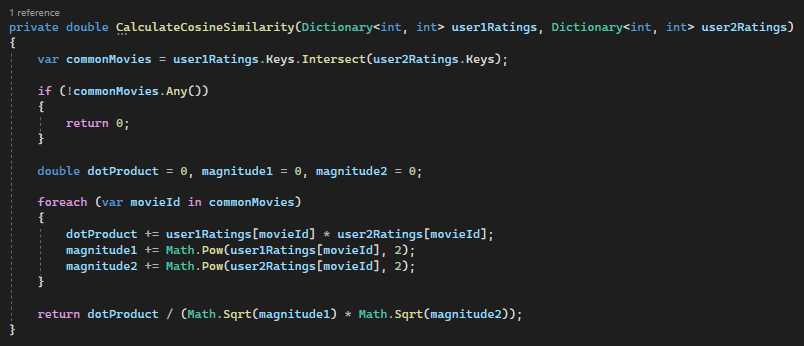 1 reference
private double CalculateCosineSimilarity(Dictionary<int, int> user1Ratings, Dictionary<int, int> user2Ratings)
{
    var commonMovies = user1Ratings.Keys.Intersect(user2Ratings.Keys);
    if (!commonMovies.Any())
    {
        return 0;
    }
    double dotProduct = 0, magnitude1 = 0, magnitude2 = 0;
    foreach (var movieId in commonMovies)
    {
        dotProduct += user1Ratings[movieId] * user2Ratings[movieId];
        magnitude1 += Math.Pow(user1Ratings[movieId], 2);
        magnitude2 += Math.Pow(user2Ratings[movieId], 2);
    }
    return dotProduct / (Math.Sqrt(magnitude1) * Math.Sqrt(magnitude2));
}